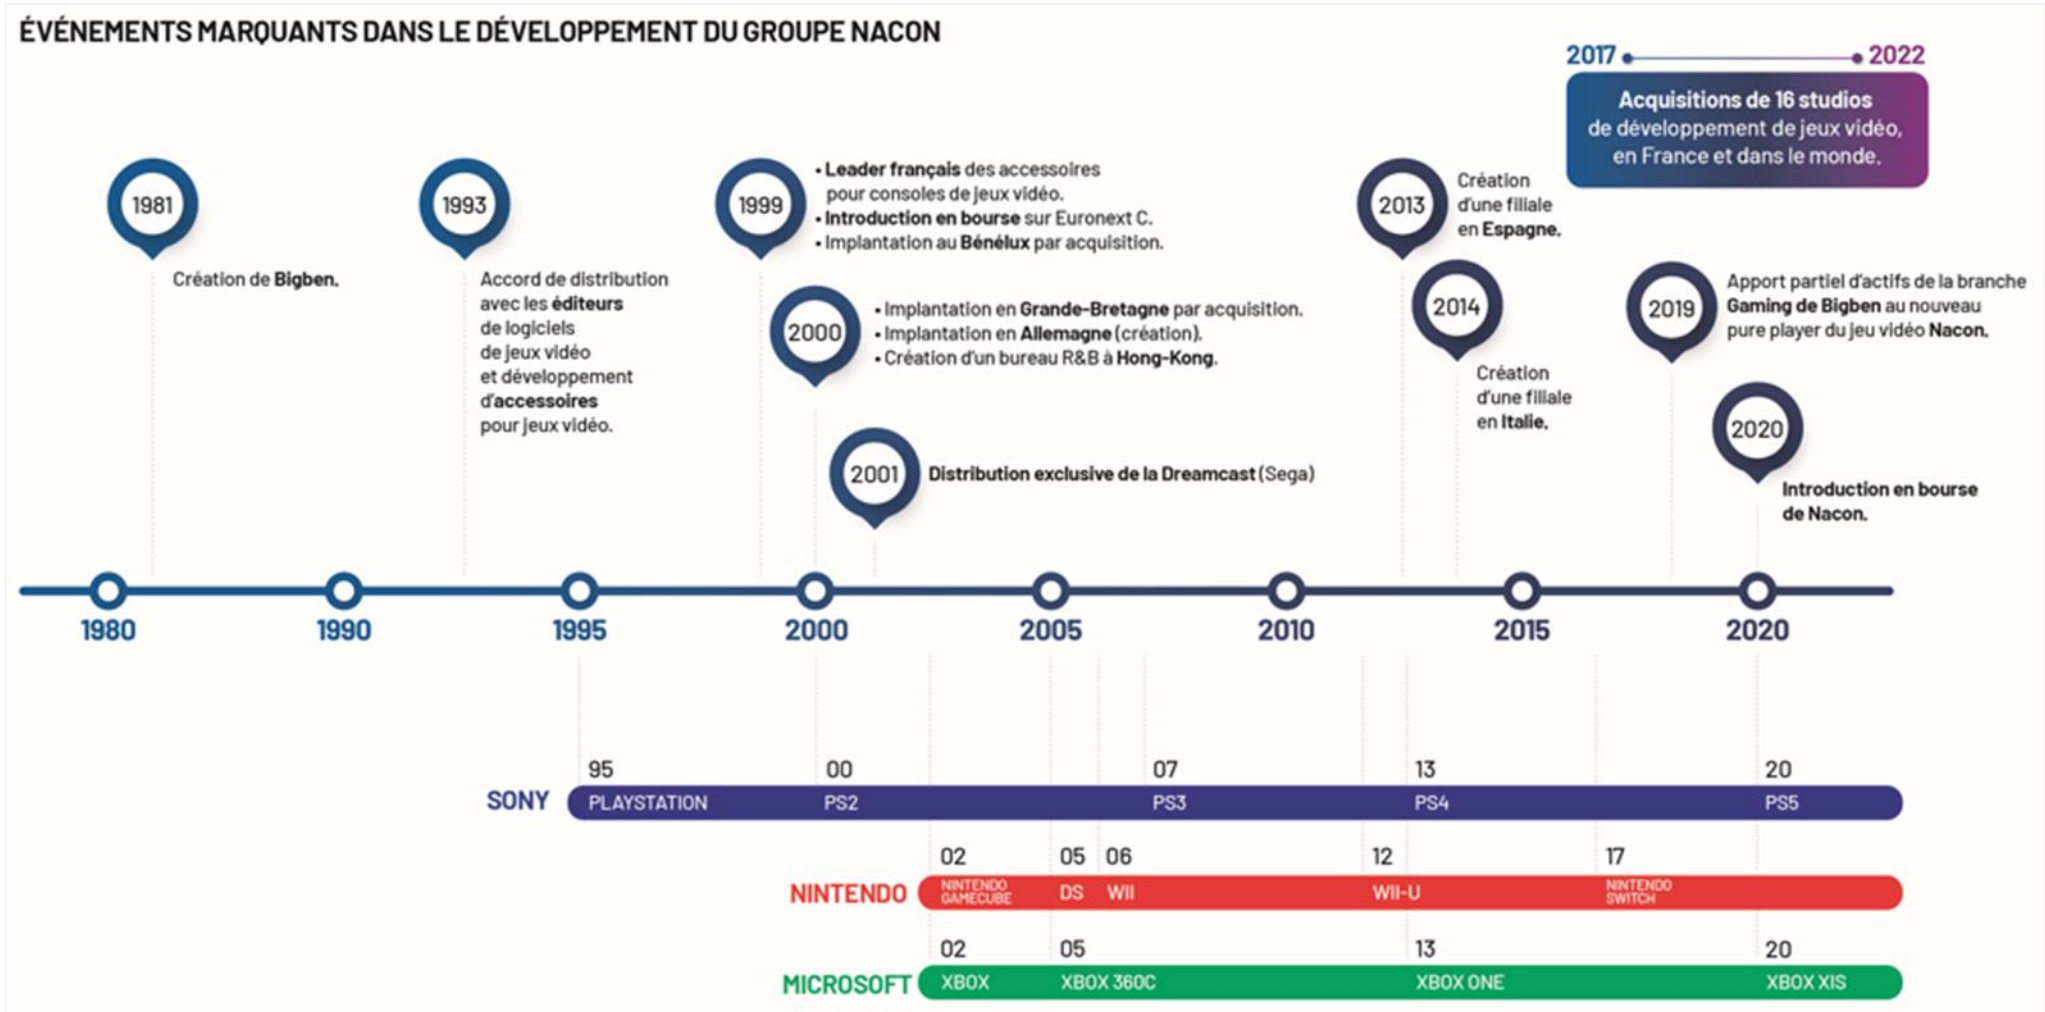 ÉVÉNEMENTS MARQUANTS DANS LE DÉVELOPPEMENT DU GROUPE NACON
2017
2022
Acquisitions de 16 studios
de développement de jeux vidéo,
en France et dans le monde.
1981
Création de Bigben.
1993
Accord de distribution
avec les éditeurs
de logiciels
de jeux vidéo
et développement
d'accessoires
pour jeux vidéo.
1999
• Leader français des accessoires
pour consoles de jeux vidéo.
• Introduction en bourse sur Euronext C.
• Implantation au Bénélux par acquisition.
2000
• Implantation en Grande-Bretagne par acquisition.
• Implantation en Allemagne (création).
• Création d'un bureau R&B à Hong-Kong.
2001
Distribution exclusive de la Dreamcast (Sega)
2013
Création
d'une filiale
en Espagne.
2014
Création
d'une filiale
en Italie.
2019
Apport partiel d'actifs de la branche
Gaming de Bigben au nouveau
pure player du jeu vidéo Nacon.
2020
Introduction en bourse
de Nacon.
1980 1990 1995 2000 2005 2010 2015 2020
95 00 07 13 20
SONY PLAYSTATION PS2 PS3 PS4 PS5
02 05 06 12 17
NINTENDO NINTENDO GAMECUBE DS WII WII-U NINTENDO SWITCH
02 05 13 20
MICROSOFT XBOX XBOX 360C XBOX ONE XBOX XIS